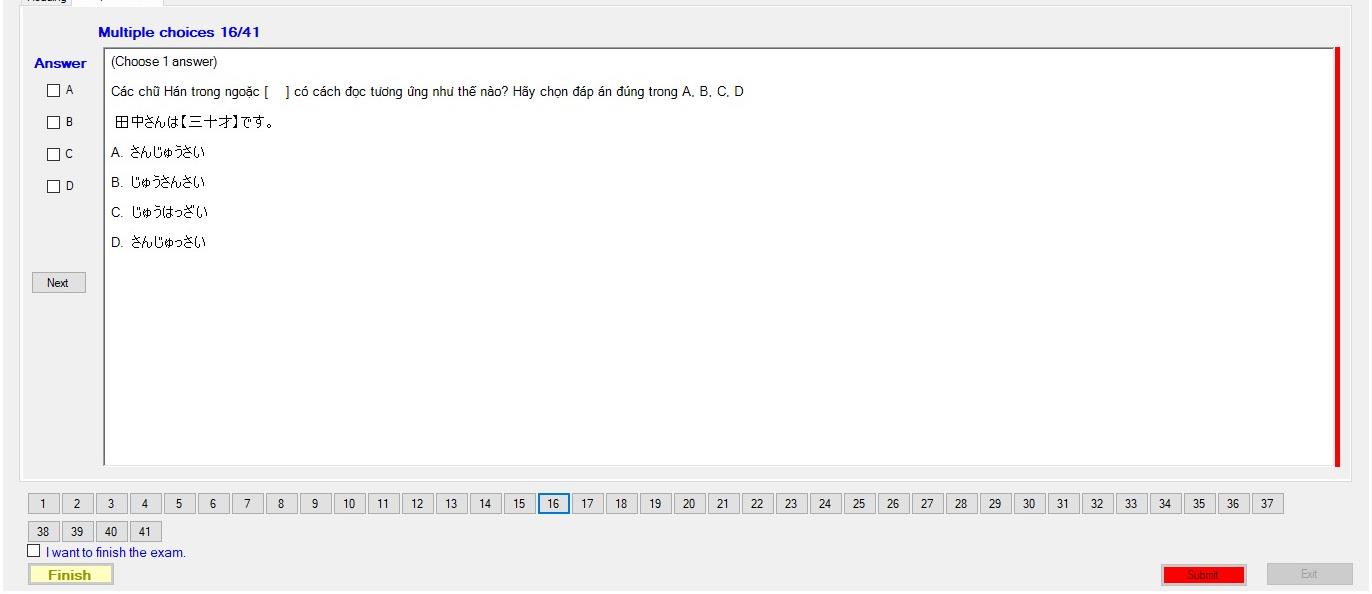 Multiple choices 16/41
Answer
(Choose 1 answer)
A
Các chữ Hán trong ngoặc [ ] có cách đọc tương ứng như thế nào? Hãy chọn đáp án đúng trong A, B, C, D
B
田中さんは【三十才】です。
C
A. さんじゅうさい
D
B. じゅうさんさい
C. じゅうはっざい
D. さんじゅっさい
Next
1 2 3 4 5 6 7 8 9 10 11 12 13 14 15 16 17 18 19 20 21 22 23 24 25 26 27 28 29 30 31 32 33 34 35 36 37
38 39 40 41
I want to finish the exam.
Finish
Submit
Exit